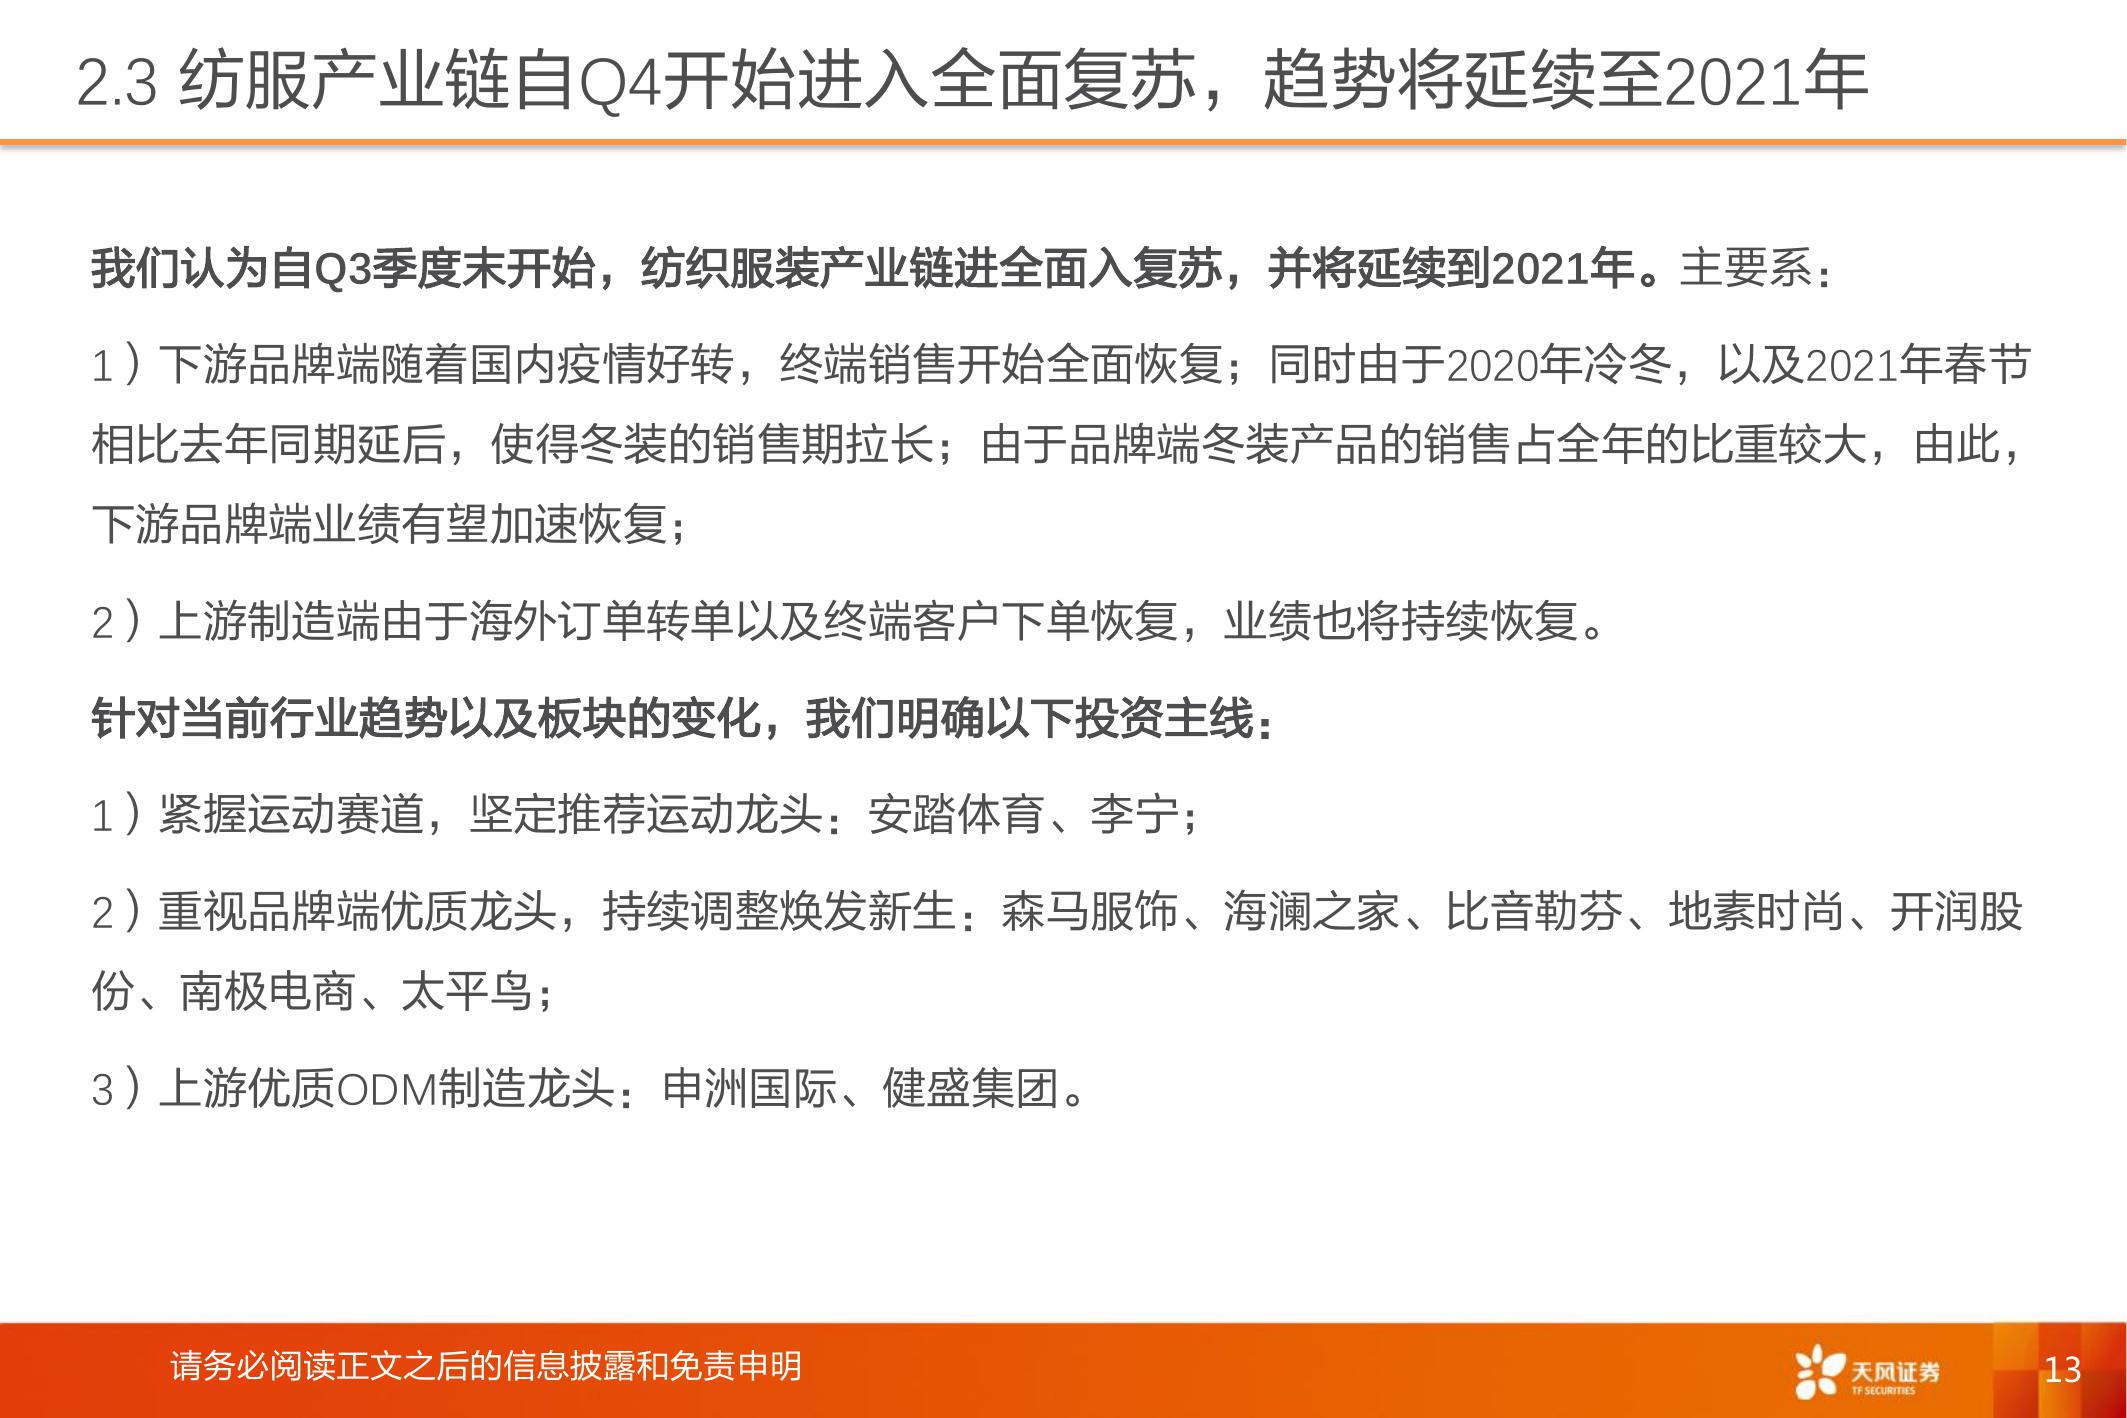 2.3 纺服产业链自Q4开始进入全面复苏，趋势将延续至2021年
我们认为自Q3季度末开始，纺织服装产业链进全面入复苏，并将延续到2021年。主要系：
1）下游品牌端随着国内疫情好转，终端销售开始全面恢复；同时由于2020年冷冬，以及2021年春节
相比去年同期延后，使得冬装的销售期拉长；由于品牌端冬装产品的销售占全年的比重较大，由此，
下游品牌端业绩有望加速恢复；
2）上游制造端由于海外订单转单以及终端客户下单恢复，业绩也将持续恢复。
针对当前行业趋势以及板块的变化，我们明确以下投资主线：
1）紧握运动赛道，坚定推荐运动龙头：安踏体育、李宁；
2）重视品牌端优质龙头，持续调整焕发新生：森马服饰、海澜之家、比音勒芬、地素时尚、开润股
份、南极电商、太平鸟；
3）上游优质ODM制造龙头：申洲国际、健盛集团。
请务必阅读正文之后的信息披露和免责申明
天风证券
TF SECURITIES
13